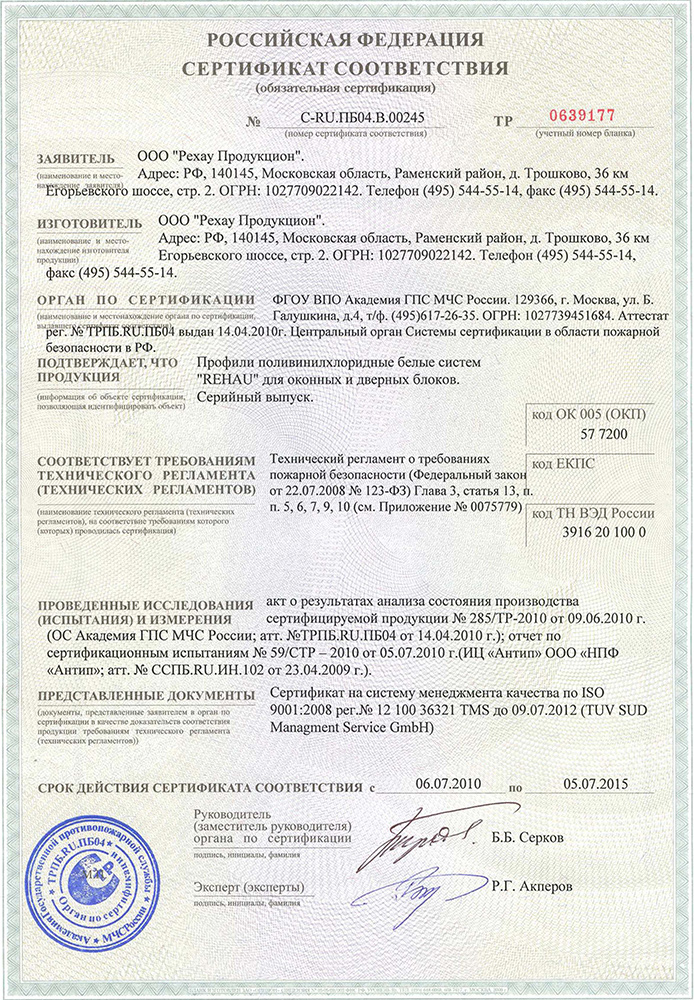 РОССИЙСКАЯ ФЕДЕРАЦИЯ
СЕРТИФИКАТ СООТВЕТСТВИЯ
(обязательная сертификация)
№ C-RU.ПБ04.В.00245 ТР 0639177
(номер сертификата соответствия) (учетный номер бланка)
ЗАЯВИТЕЛЬ ООО "Рехау Продукцион".
(наименование и место- Адрес: РФ, 140145, Московская область, Раменский район, д. Трошково, 36 км
нахождение заявителя)
Егорьевского шоссе, стр. 2. ОГРН: 1027709022142. Телефон (495) 544-55-14, факс (495) 544-55-14.
ИЗГОТОВИТЕЛЬ ООО "Рехау Продукцион".
(наименование и место- Адрес: РФ, 140145, Московская область, Раменский район, д. Трошково, 36 км
нахождение изготовителя Егорьевского шоссе, стр. 2. ОГРН: 1027709022142. Телефон (495) 544-55-14,
продукции)
факс (495) 544-55-14.
ОРГАН ПО СЕРТИФИКАЦИИ ФГОУ ВПО Академия ГПС МЧС России. 129366, г. Москва, ул. Б.
(наименование и местонахождение органа по сертификации, Галушкина, д.4, т/ф. (495)617-26-35. ОГРН: 1027739451684. Аттестат
рег. № ТРПБ.RU.ПБ04 выдан 14.04.2010г. Центральный орган Системы сертификации в области пожарной
безопасности в РФ.
ПОДТВЕРЖДАЕТ, ЧТО Профили поливинилхлоридные белые систем
ПРОДУКЦИЯ "REHAU" для оконных и дверных блоков.
(информация об объекте сертификации, Серийный выпуск.
позволяющая идентифицировать объект)
код ОК 005 (ОКП)
57 7200
СООТВЕТСТВУЕТ ТРЕБОВАНИЯМ Технический регламент о требованиях
код ЕКПС
ТЕХНИЧЕСКОГО РЕГЛАМЕНТА пожарной безопасности (Федеральный закон
(ТЕХНИЧЕСКИХ РЕГЛАМЕНТОВ) от 22.07.2008 № 123-ФЗ) Глава 3, статья 13, п.
(наименование технического регламента (технических п. 5, 6, 7, 9, 10 (см. Приложение № 0075779)
регламентов), на соответствие требованиям которого
(которых) проводилась сертификация)
код ТН ВЭД России
3916 20 100 0
ПРОВЕДЕННЫЕ ИССЛЕДОВАНИЯ акт о результатах анализа состояния производства
(ИСПЫТАНИЯ) И ИЗМЕРЕНИЯ сертифицируемой продукции № 285/ТР-2010 от 09.06.2010 г.
(ОС Академия ГПС МЧС России; атт. №ТРПБ.RU.ПБ04 от 14.04.2010 г.); отчет по
сертификационным испытаниям № 59/СТР – 2010 от 05.07.2010 г.(ИЦ «Антип» ООО «НПФ
«Антип»; атт. № ССПБ.RU.ИН.102 от 23.04.2009 г.).
ПРЕДСТАВЛЕННЫЕ ДОКУМЕНТЫ Сертификат на систему менеджмента качества по ISO
(документы, представленные заявителем в орган по 9001:2008 рег.№ 12 100 36321 TMS до 09.07.2012 (TUV SUD
сертификации в качестве доказательств соответствия Managment Service GmbH)
продукции требованиям технического регламента
(технических регламентов))
СРОК ДЕЙСТВИЯ СЕРТИФИКАТА СООТВЕТСТВИЯ с 06.07.2010 по 05.07.2015
Руководитель
(заместитель руководителя)
органа по сертификации Б.Б. Серков
подпись, инициалы, фамилия
Эксперт (эксперты) Р.Г. Акперов
подпись, инициалы, фамилия
Академия Государственной противопожарной службы МЧС России
ТРПБ.RU.ПБ04
Орган по сертификации
М.П.